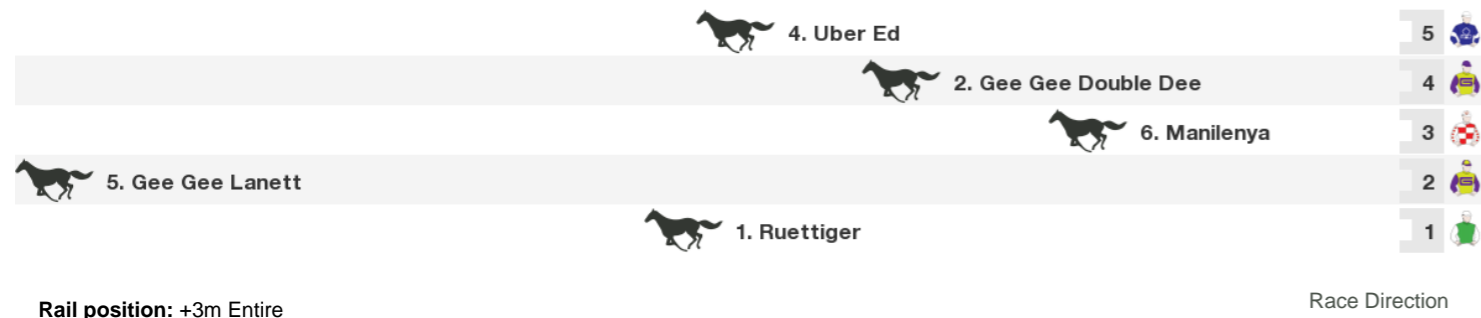 4. Uber Ed 5
2. Gee Gee Double Dee 4
6. Manilenya 3
5. Gee Gee Lanett 2
1. Ruettiger 1
Rail position: +3m Entire
Race Direction